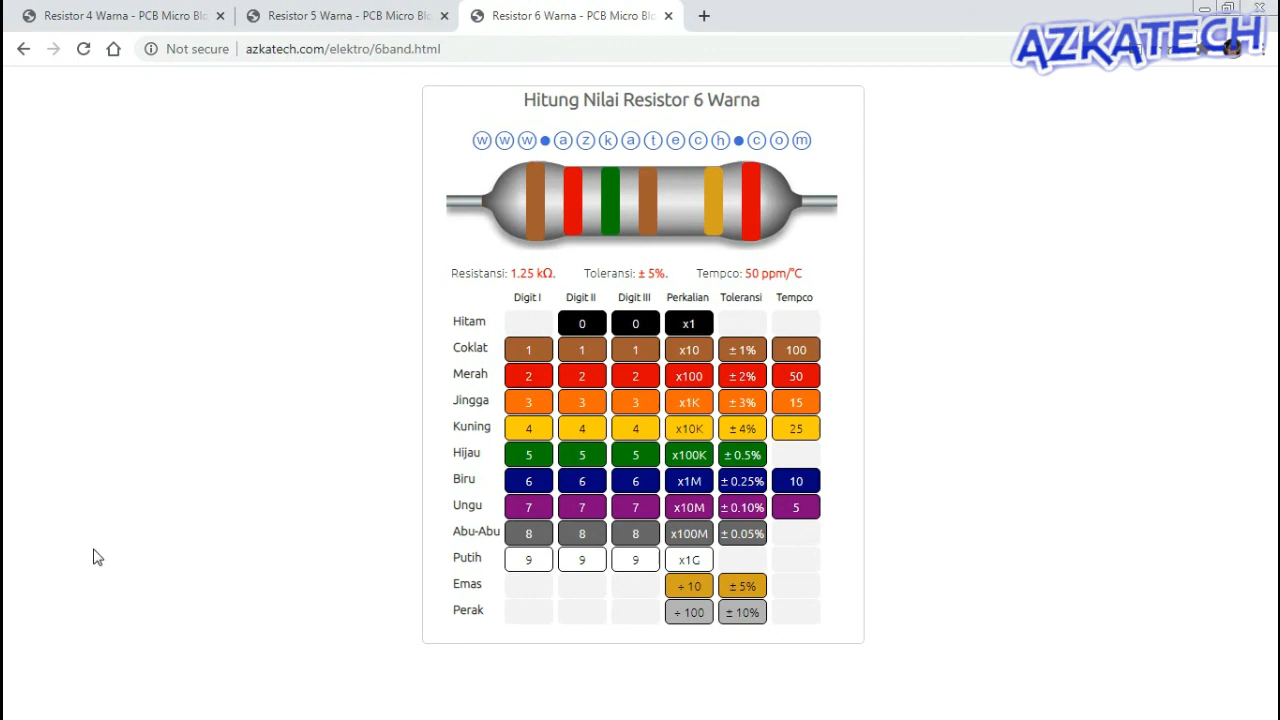 Resistor 4 Warna - PCB Micro Blo
Resistor 5 Warna - PCB Micro Blo
Resistor 6 Warna - PCB Micro Blo
Not secure azkatech.com/elektro/6band.html
AZKATECH
Hitung Nilai Resistor 6 Warna
www•azkatech•com
Resistansi: 1.25 kΩ. Toleransi: ± 5%. Tempco: 50 ppm/°C
Digit I Digit II Digit III Perkalian Toleransi Tempco
Hitam 0 0 x1
Coklat 1 1 1 x10 ± 1% 100
Merah 2 2 2 x100 ± 2% 50
Jingga 3 3 3 x1K ± 3% 15
Kuning 4 4 4 x10K ± 4% 25
Hijau 5 5 5 x100K ± 0.5%
Biru 6 6 6 x1M ± 0.25% 10
Ungu 7 7 7 x10M ± 0.10% 5
Abu-Abu 8 8 8 x100M ± 0.05%
Putih 9 9 9 x1G
Emas ÷ 10 ± 5%
Perak ÷ 100 ± 10%